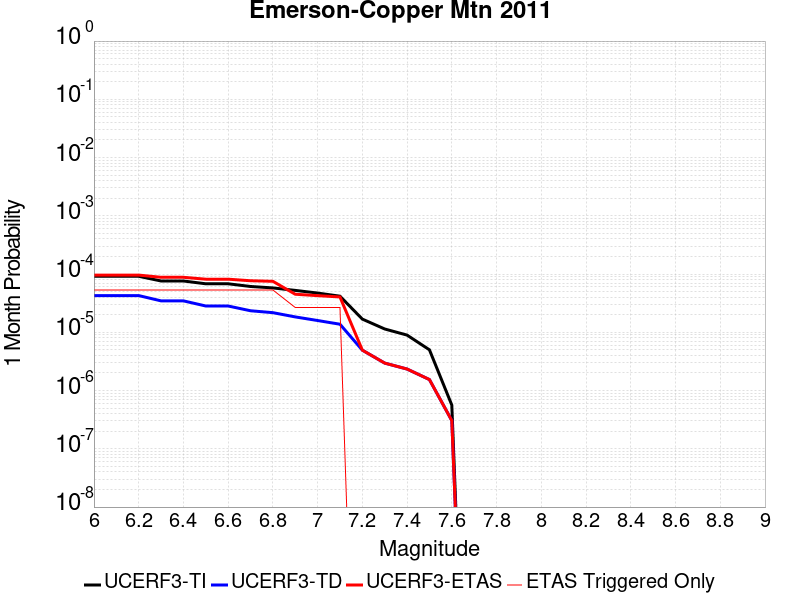 Emerson-Copper Mtn 2011
10^0
10^-1
10^-2
10^-3
10^-4
10^-5
10^-6
10^-7
10^-8
1 Month Probability
6 6.2 6.4 6.6 6.8 7 7.2 7.4 7.6 7.8 8 8.2 8.4 8.6 8.8 9
Magnitude
UCERF3-TI UCERF3-TD UCERF3-ETAS ETAS Triggered Only